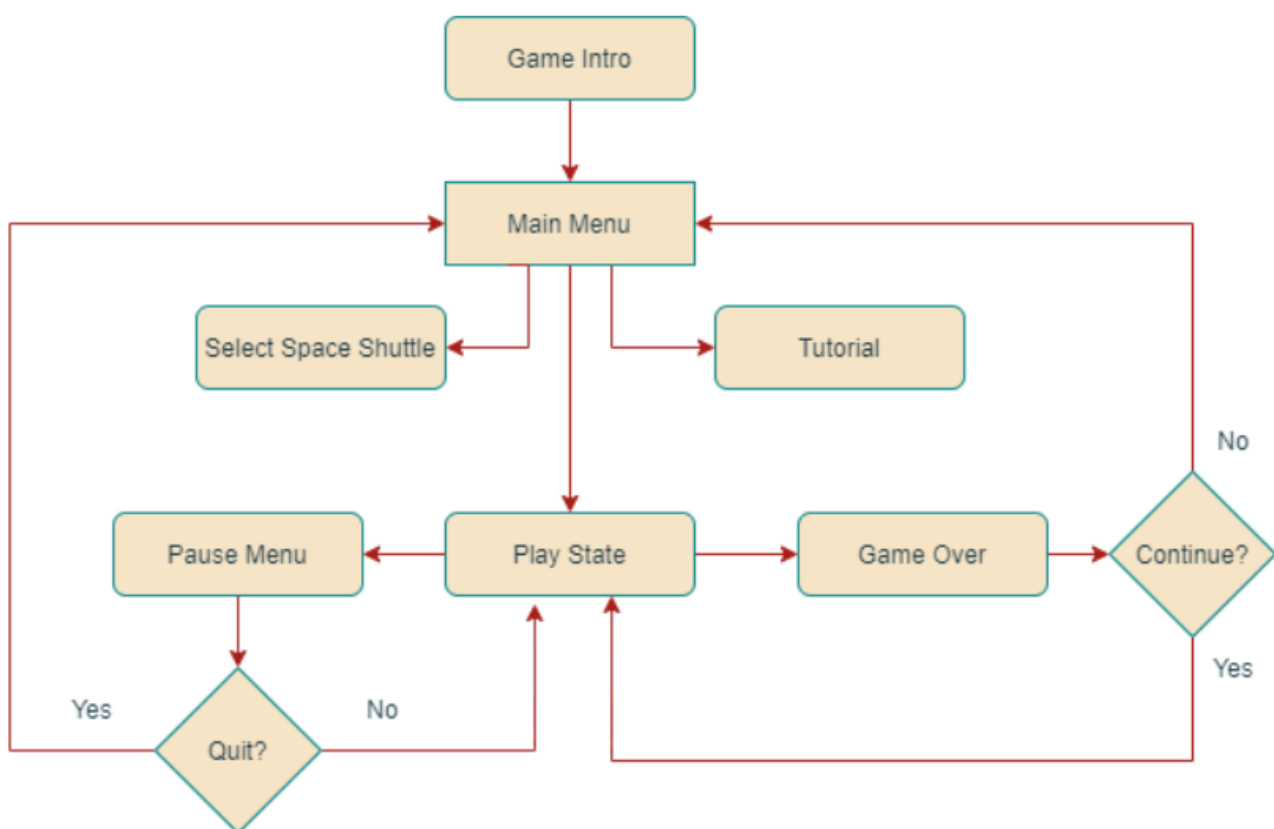 Game Intro
Main Menu
Select Space Shuttle
Tutorial
No
Pause Menu
Play State
Game Over
Continue?
Yes
Yes
No
Quit?